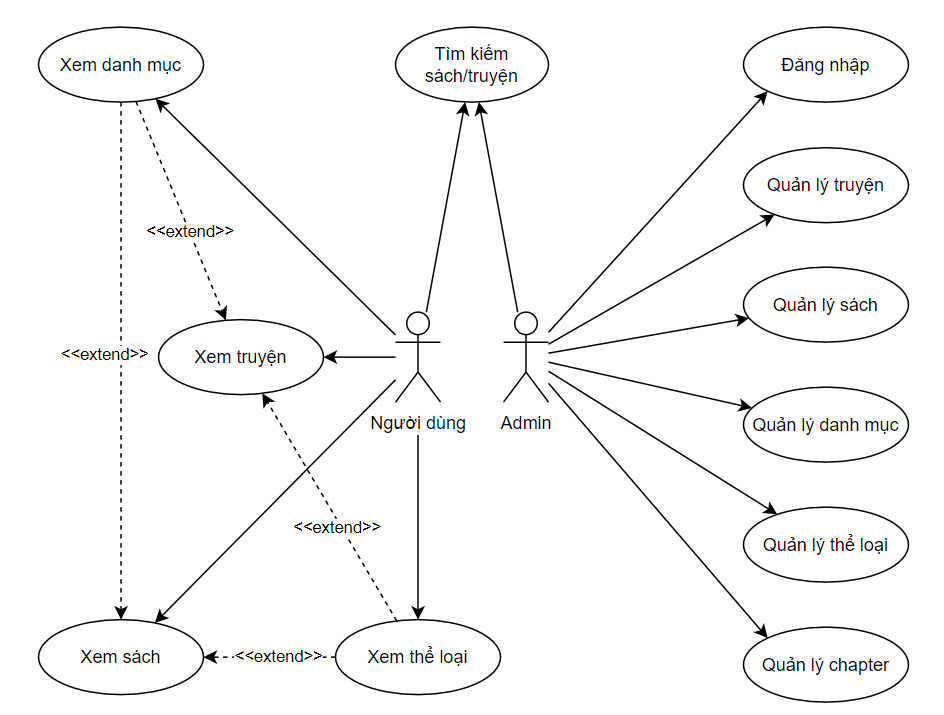 Xem danh mục
Tìm kiếm
sách/truyện
Đăng nhập
Quản lý truyện
<<extend>>
Quản lý sách
<<extend>>
Xem truyện
Người dùng
Admin
Quản lý danh mục
<<extend>>
Quản lý thể loại
Xem sách
<<extend>>
Xem thể loại
Quản lý chapter